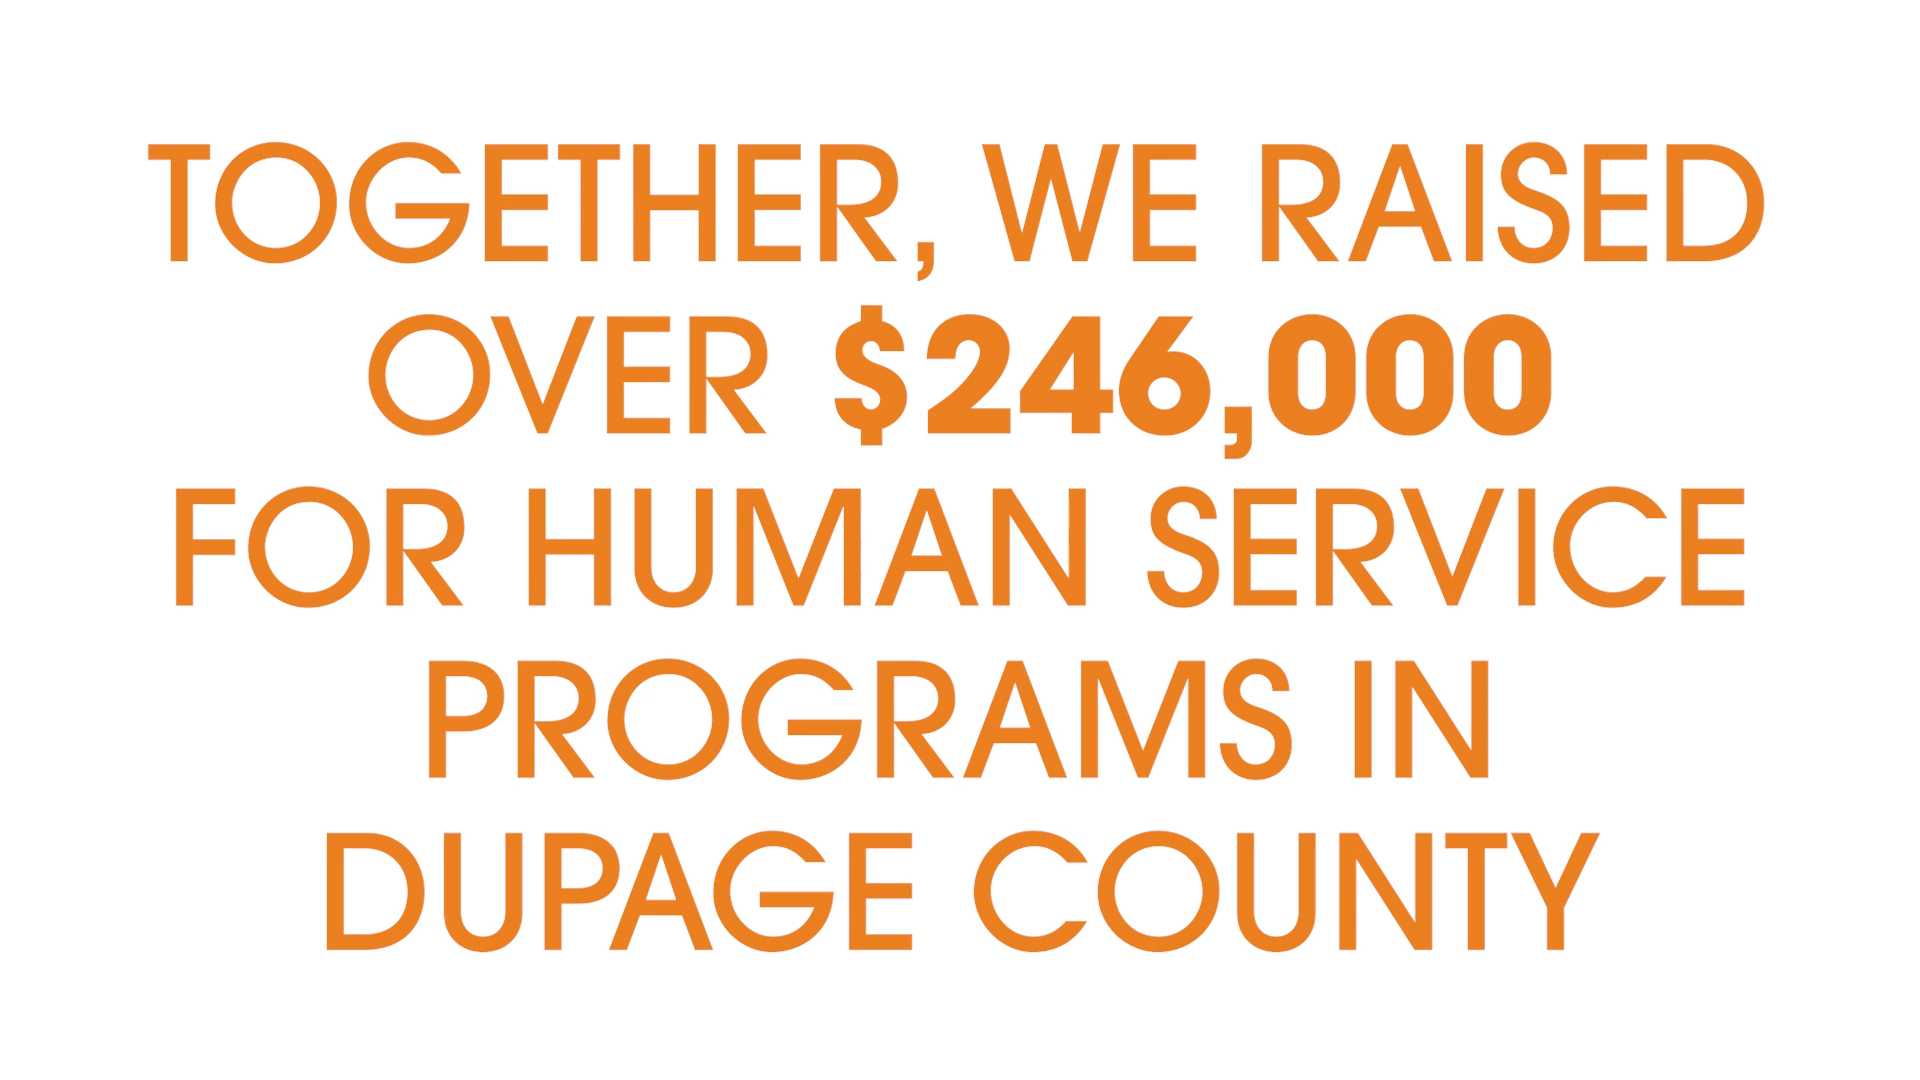 TOGETHER, WE RAISED
OVER $246,000
FOR HUMAN SERVICE
PROGRAMS IN
DUPAGE COUNTY